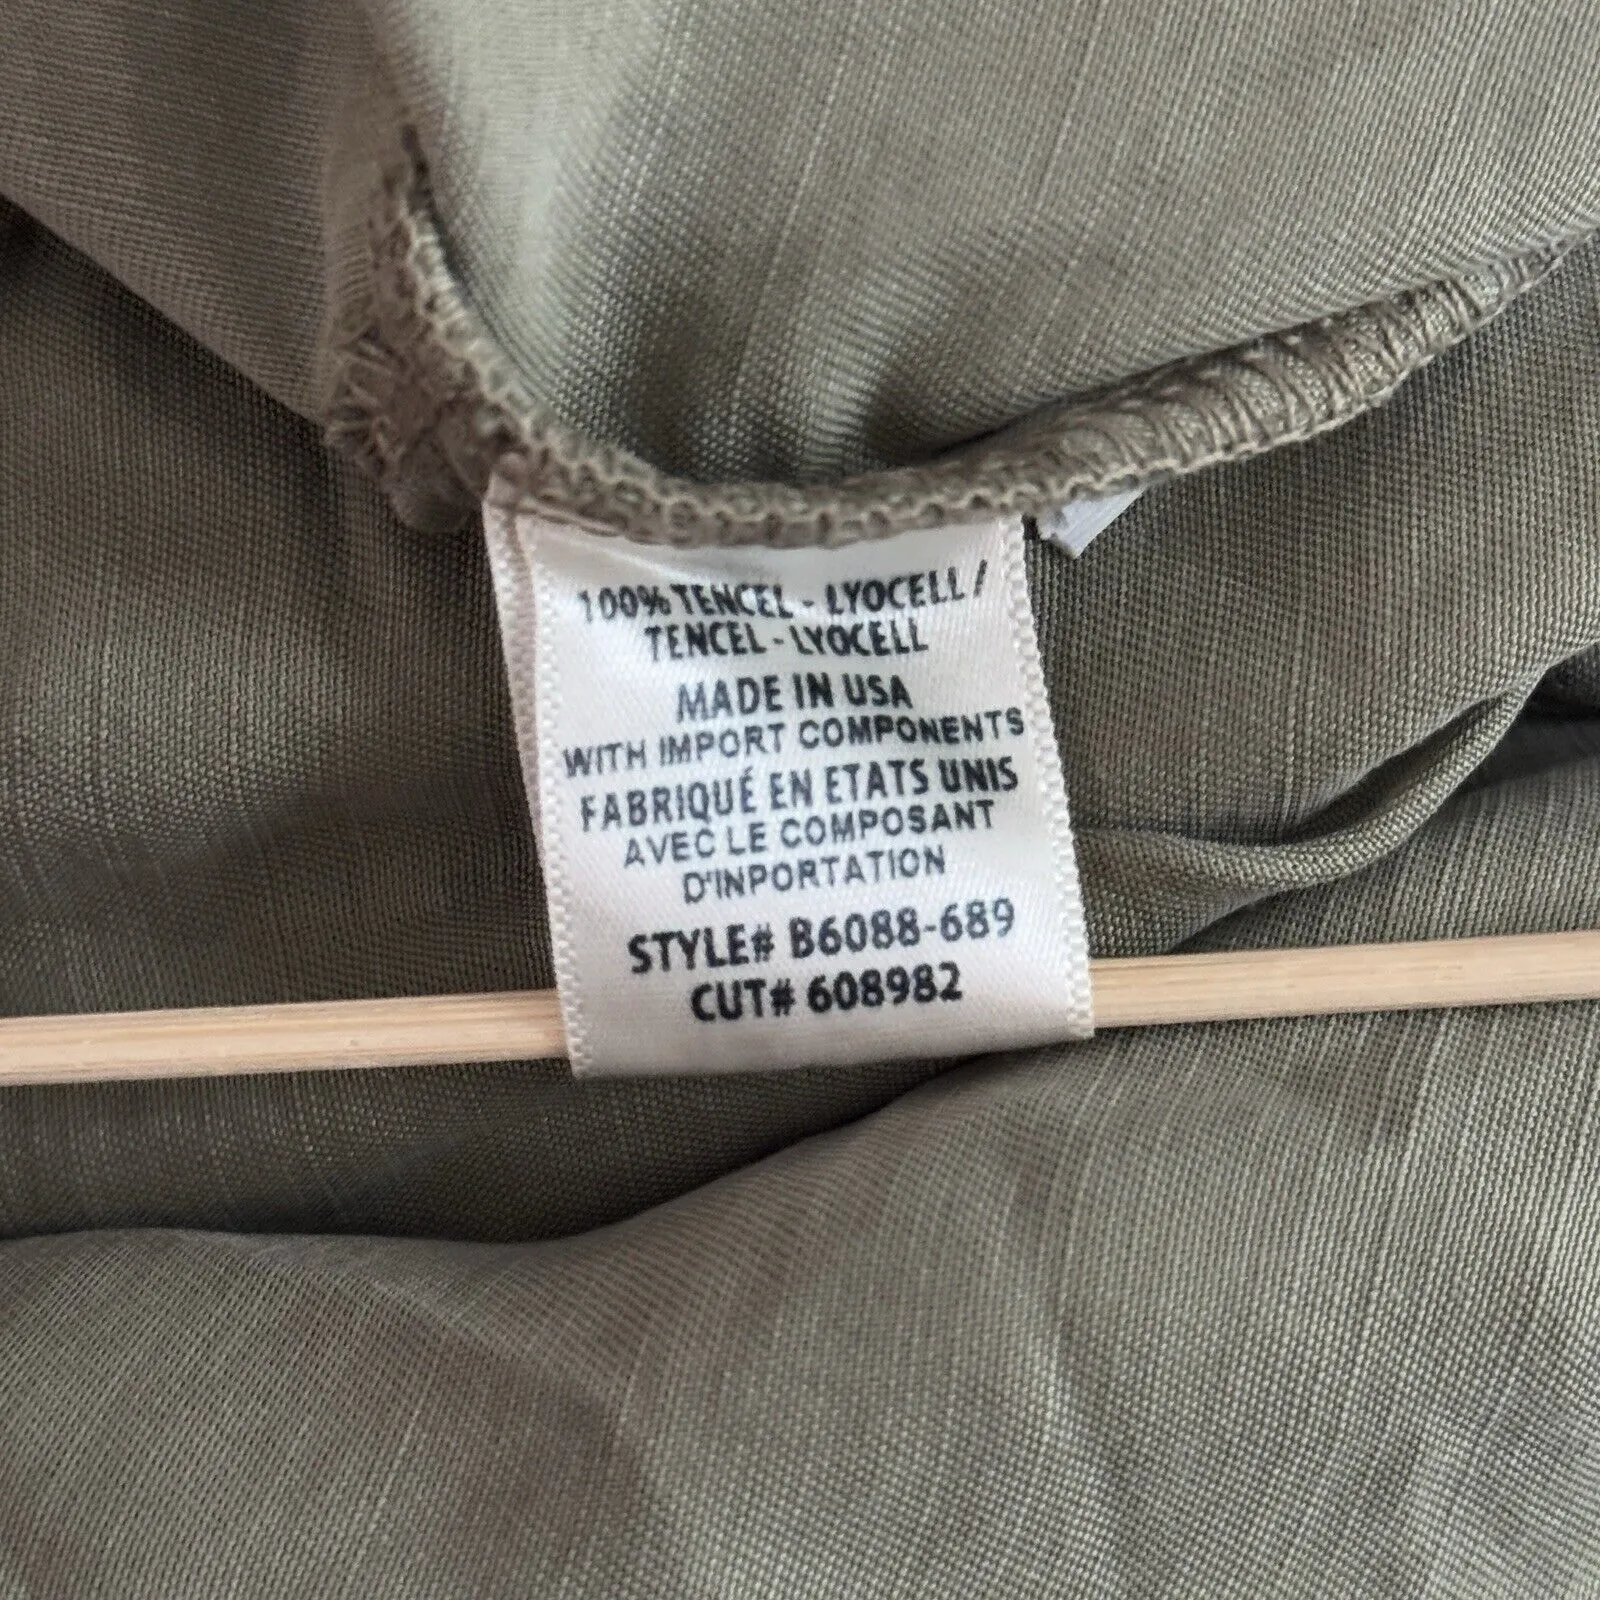 100% TENCEL - LYOCELL /
TENCEL - LYOCELL
MADE IN USA
WITH IMPORT COMPONENTS
FABRIQUÉ EN ETATS UNIS
AVEC LE COMPOSANT
D'INPORTATION
STYLE# B6088-689
CUT# 608982